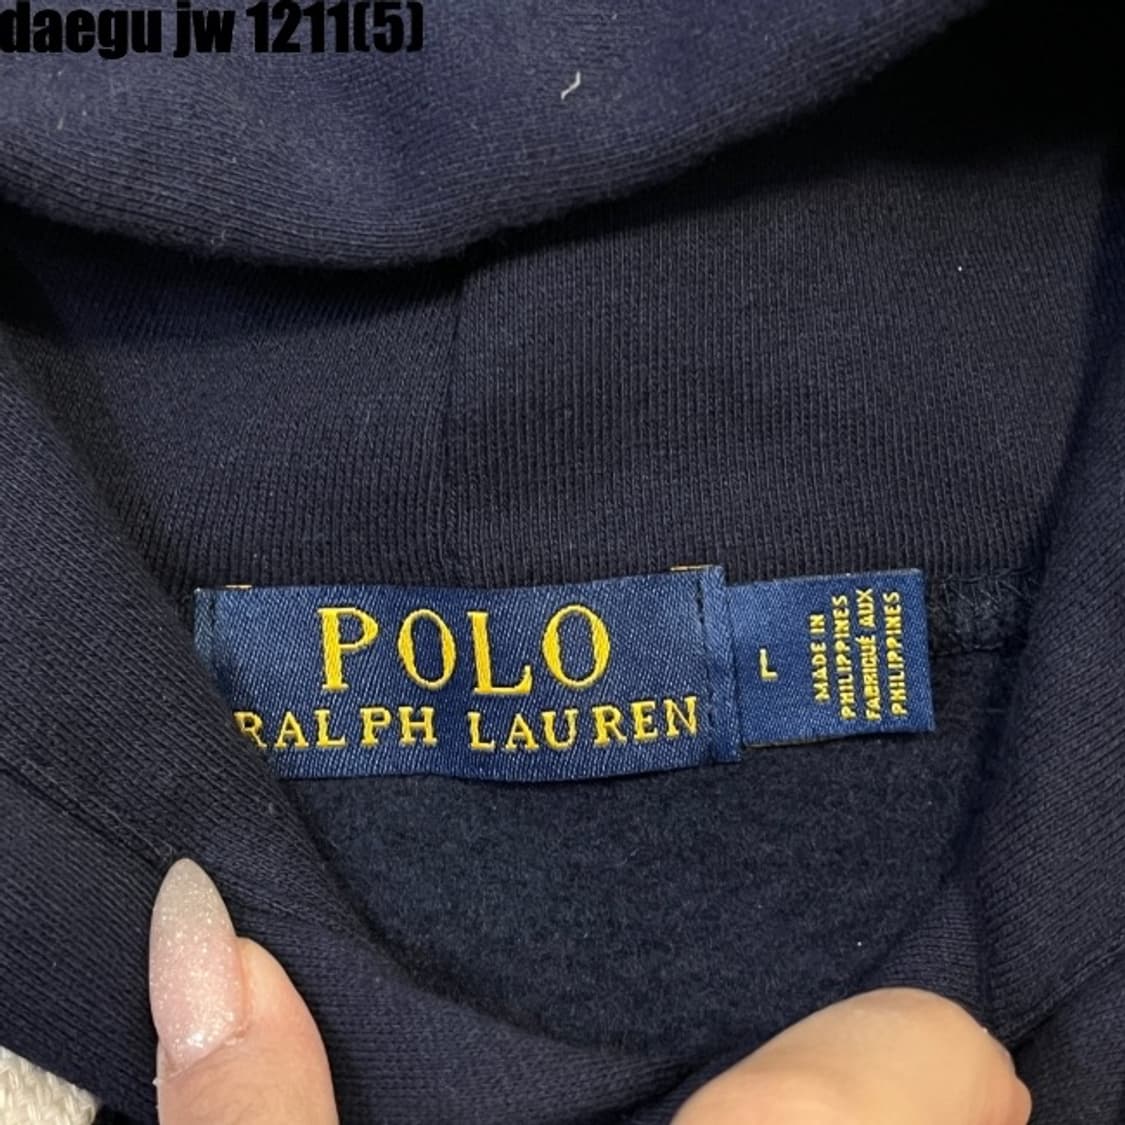 daegu jw 1211(5)
POLO
RALPH LAUREN
L
MADE IN
PHILIPPINES
FABRIQUÉ AUX
PHILIPPINES